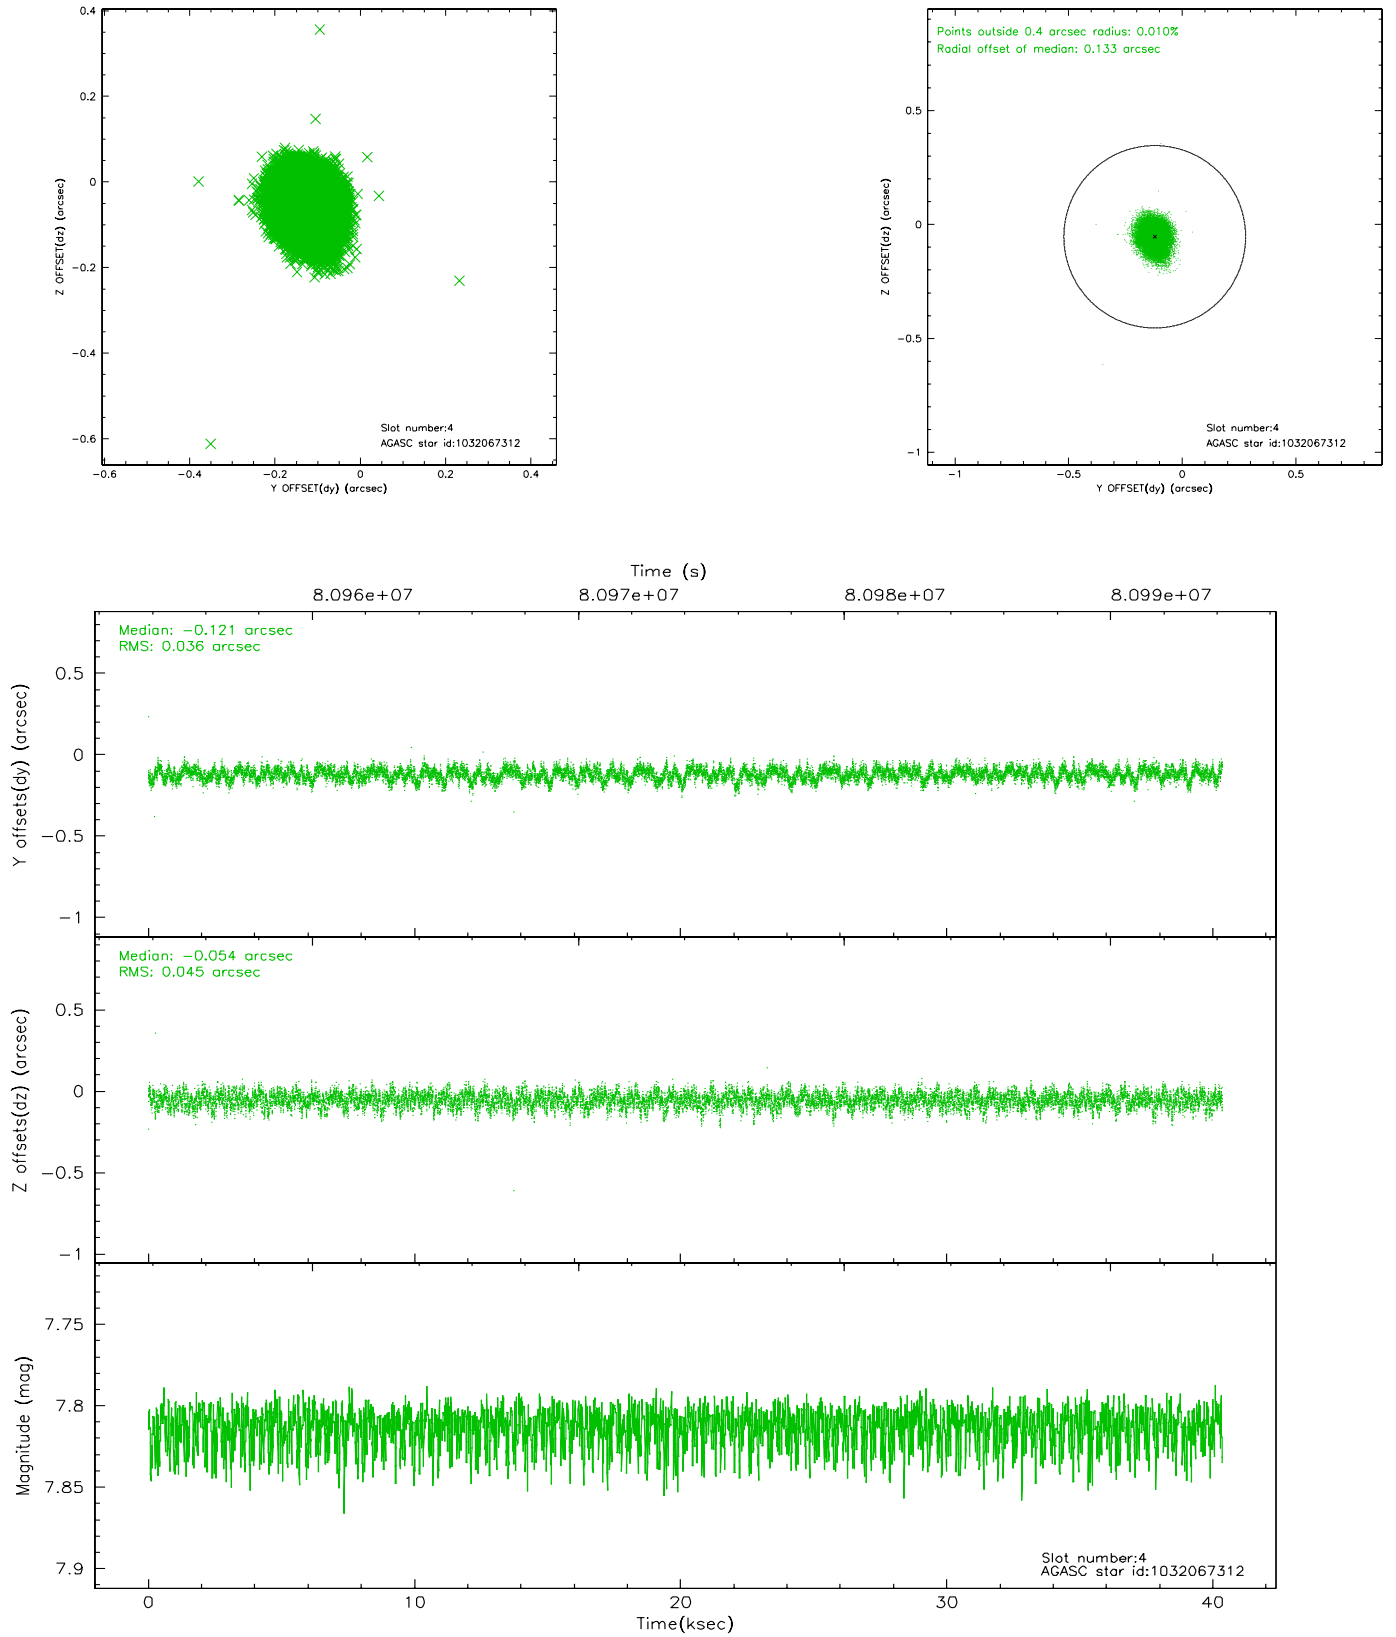 0.4
0.2
0
−0.2
−0.4
−0.6
Z OFFSET(dz) (arcsec)
Slot number:4
AGASC star id:1032067312
−0.6
−0.4
−0.2
0
0.2
0.4
Y OFFSET(dy) (arcsec)
Points outside 0.4 arcsec radius: 0.010%
Radial offset of median: 0.133 arcsec
0.5
0
−0.5
−1
Z OFFSET(dz) (arcsec)
Slot number:4
AGASC star id:1032067312
−1
−0.5
0
0.5
Y OFFSET(dy) (arcsec)
Time (s)
8.096e+07
8.097e+07
8.098e+07
8.099e+07
Median: −0.121 arcsec
RMS: 0.036 arcsec
0.5
0
−0.5
−1
Y offsets(dy) (arcsec)
Median: −0.054 arcsec
RMS: 0.045 arcsec
0.5
0
−0.5
−1
Z offsets(dz) (arcsec)
7.75
7.8
7.85
7.9
Magnitude (mag)
Slot number:4
AGASC star id:1032067312
0
10
20
30
40
Time(ksec)